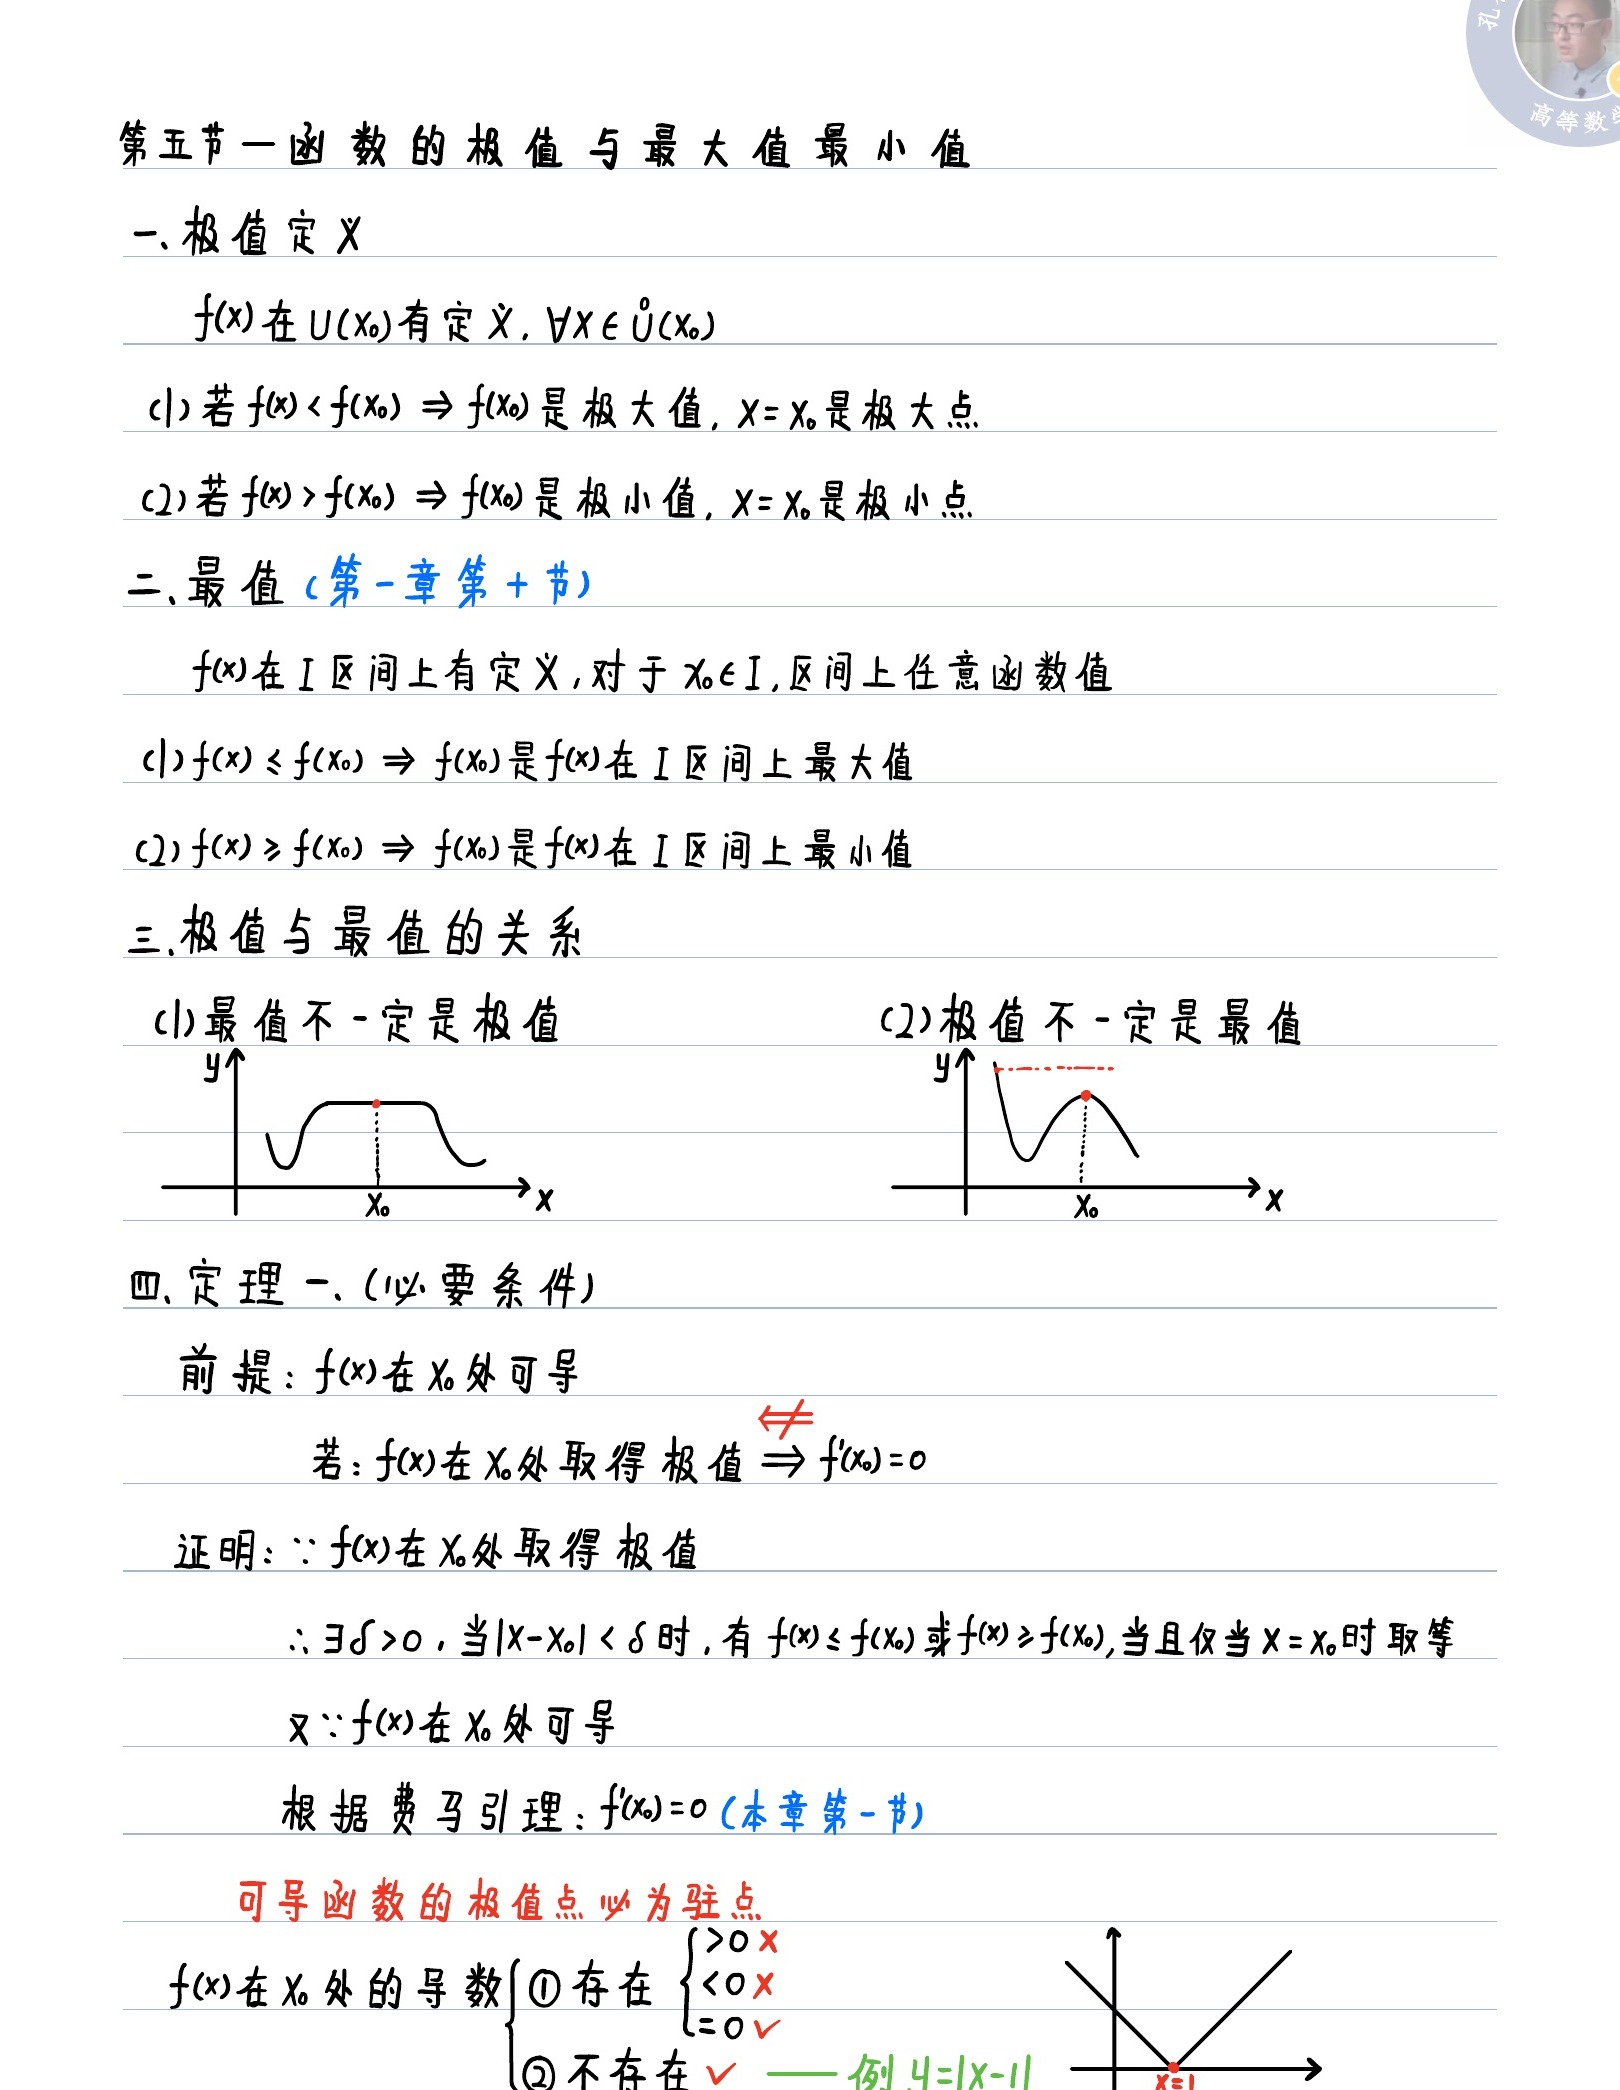 高等数学
第五节一函数的极值与最大值最小值
一、极值定义
f(x)在U(x₀)有定义,∀x∈Ů(x₀)
(1)若f(x)<f(x₀) ⇒ f(x₀)是极大值,x=x₀是极大点
(2)若f(x)>f(x₀) ⇒ f(x₀)是极小值,x=x₀是极小点
二、最值(第一章第十节)
f(x)在I区间上有定义,对于x₀∈I,区间上任意函数值
(1)f(x)≤f(x₀) ⇒ f(x₀)是f(x)在I区间上最大值
(2)f(x)≥f(x₀) ⇒ f(x₀)是f(x)在I区间上最小值
三.极值与最值的关系
(1)最值不一定是极值 (2)极值不一定是最值
y y
x x
x₀ x₀
四、定理一、(必要条件)
前提:f(x)在x₀处可导
⇍
若:f(x)在x₀处取得极值 ⇒ f'(x₀)=0
证明:∵f(x)在x₀处取得极值
∴∃δ>0,当|x-x₀|<δ时,有f(x)≤f(x₀)或f(x)≥f(x₀),当且仅当x=x₀时取等
又∵f(x)在x₀处可导
根据费马引理:f'(x₀)=0(本章第一节)
可导函数的极值点必为驻点
>0 ×
f(x)在x₀处的导数 ①存在 <0 ×
=0 ✓
②不存在 ✓ —— 例 y=|x-1|
x=1